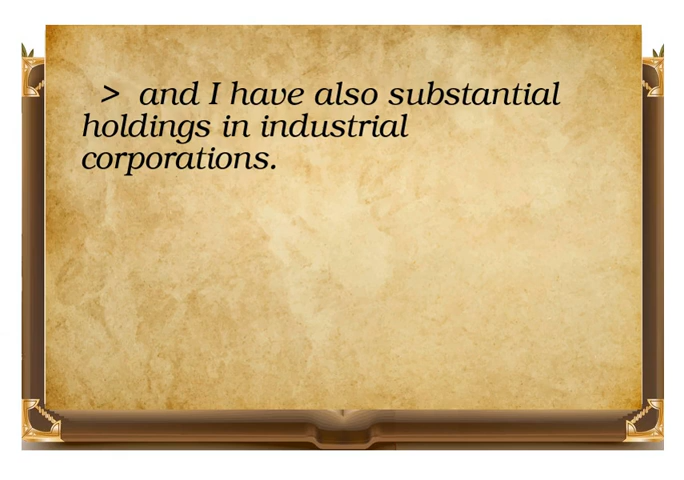 > and I have also substantial
holdings in industrial
corporations.